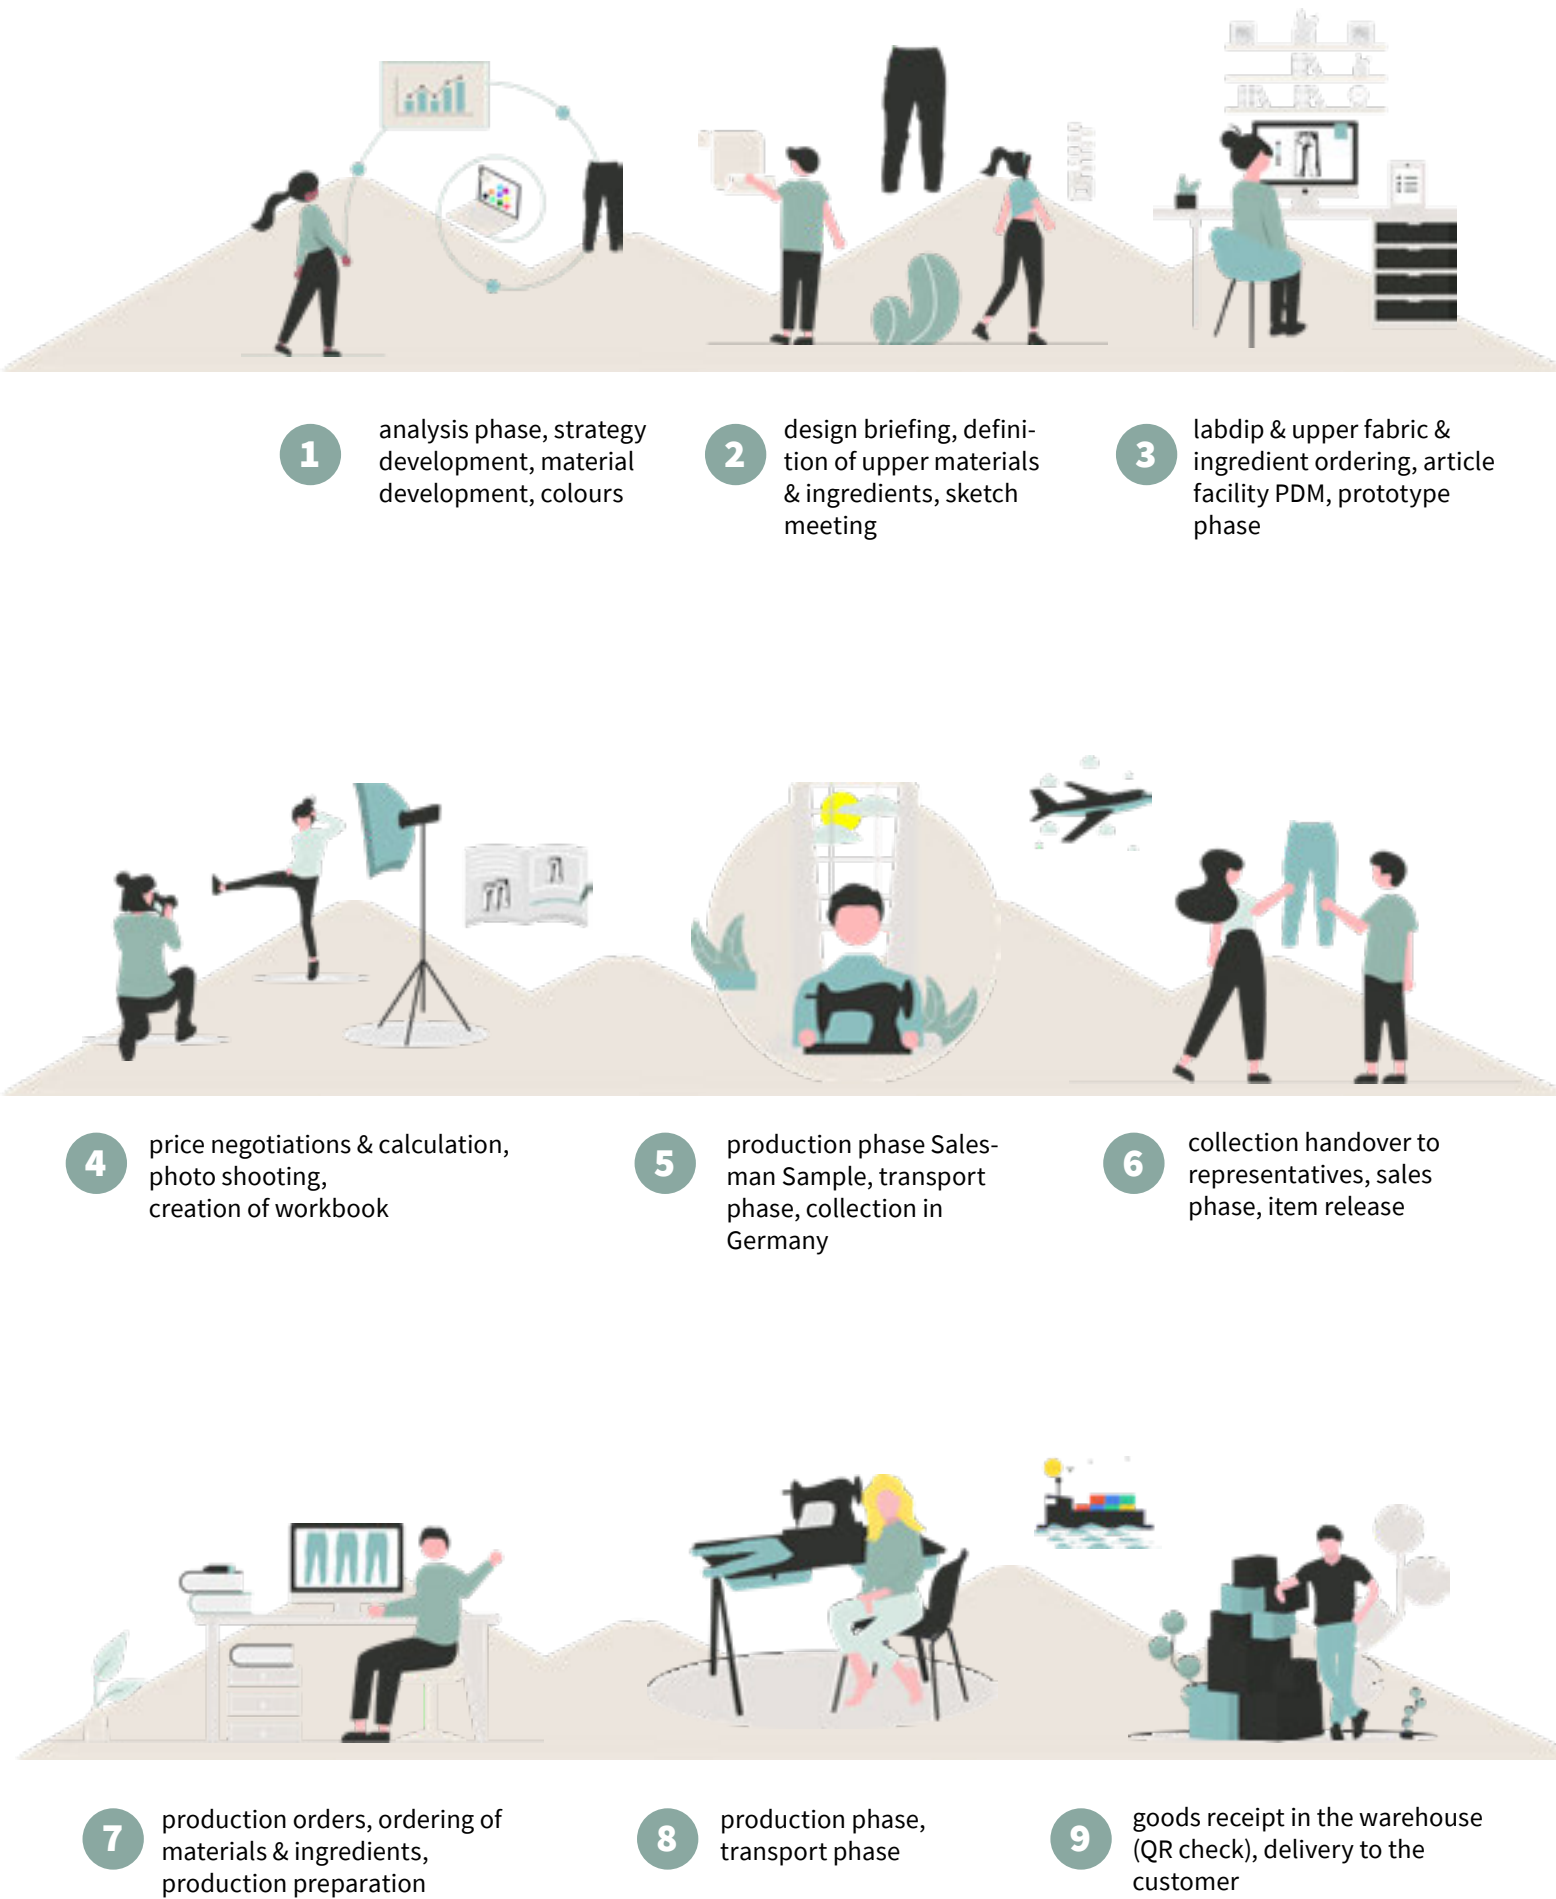 1
analysis phase, strategy
development, material
development, colours
2
design briefing, defini-
tion of upper materials
& ingredients, sketch
meeting
3
labdip & upper fabric &
ingredient ordering, article
facility PDM, prototype
phase
4
price negotiations & calculation,
photo shooting,
creation of workbook
5
production phase Sales-
man Sample, transport
phase, collection in
Germany
6
collection handover to
representatives, sales
phase, item release
7
production orders, ordering of
materials & ingredients,
production preparation
8
production phase,
transport phase
9
goods receipt in the warehouse
(QR check), delivery to the
customer